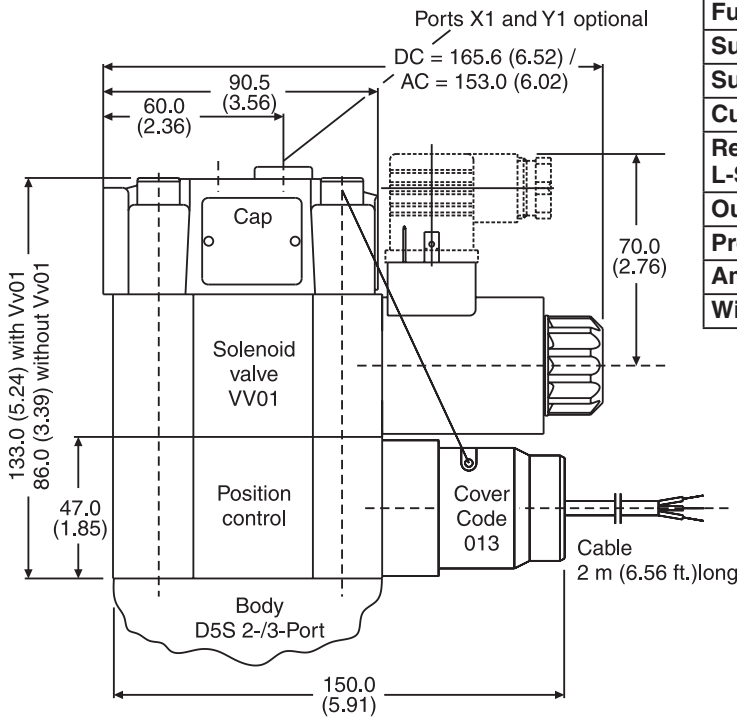 Ports X1 and Y1 optional
DC = 165.6 (6.52) /
AC = 153.0 (6.02)
90.5
(3.56)
60.0
(2.36)
Cap
70.0
(2.76)
133.0 (5.24) with Vv01
86.0 (3.39) without Vv01
Solenoid
valve
VV01
47.0
(1.85)
Position
control
Cover
Code
013
Cable
2 m (6.56 ft.)long
Body
D5S 2-/3-Port
150.0
(5.91)
Fu
Su
Su
Cu
Re
L-S
Ou
Pr
Ar
Wi